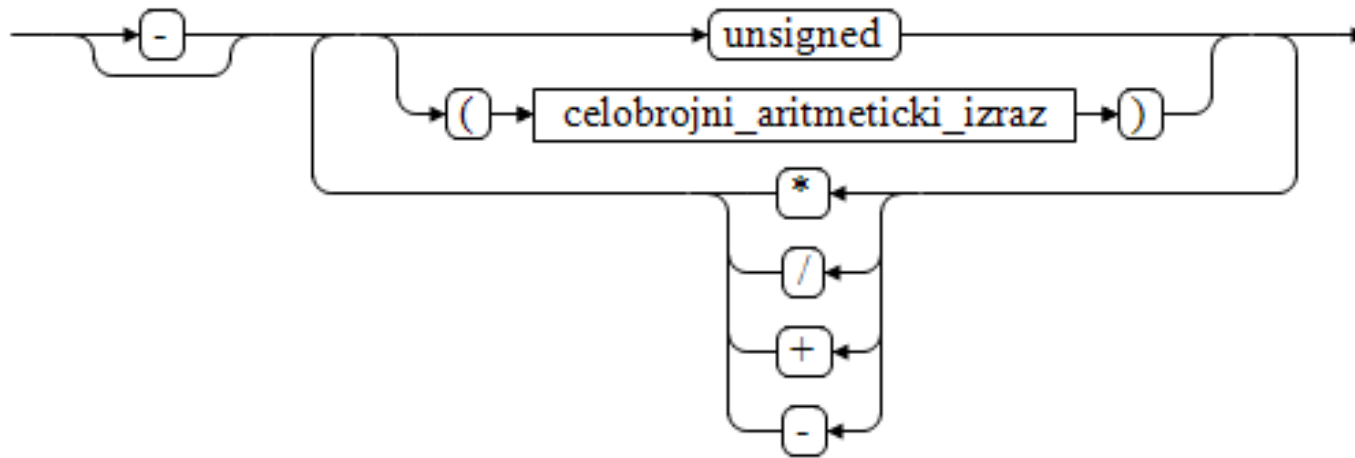 - unsigned
( celobrojni_aritmeticki_izraz )
*
/
+
-